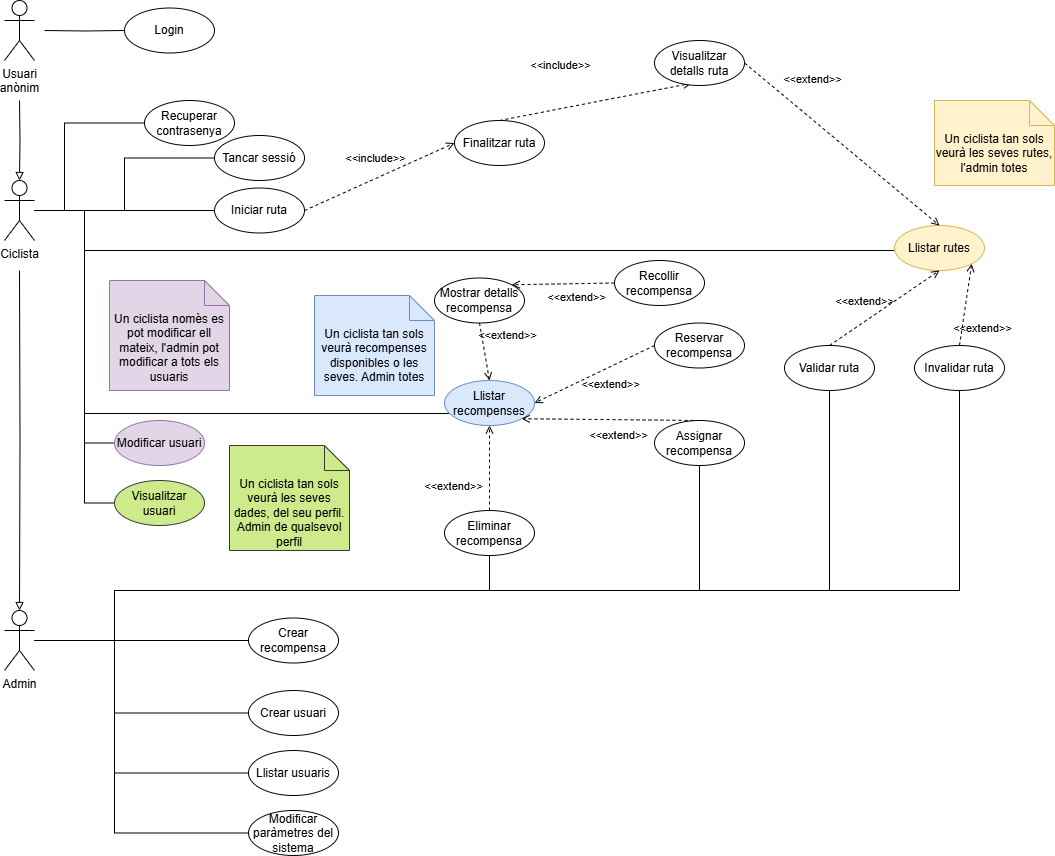 Login
Usuari
anònim
<<include>>
Visualitzar
detalls ruta
<<extend>>
Recuperar
contrasenya
Finalitzar ruta
Un ciclista tan sols
veurà les seves rutes,
l'admin totes
Tancar sessió
<<include>>
Iniciar ruta
Ciclista
Llistar rutes
Mostrar detalls
recompensa
Recollir
recompensa
<<extend>>
<<extend>>
Un ciclista nomès es
pot modificar ell
mateix, l'admin pot
modificar a tots els
usuaris
Un ciclista tan sols
veurà recompenses
disponibles o les
seves. Admin totes
<<extend>>
<<extend>>
Reservar
recompensa
Validar ruta
Invalidar ruta
<<extend>>
Llistar
recompenses
<<extend>>
Assignar
recompensa
Modificar usuari
Visualitzar
usuari
Un ciclista tan sols
veurà les seves
dades, del seu perfil.
Admin de qualsevol
perfil
<<extend>>
Eliminar
recompensa
Crear
recompensa
Admin
Crear usuari
Llistar usuaris
Modificar
paràmetres del
sistema